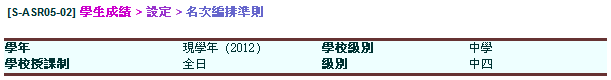 [S-ASR05-02] 學生成績 > 設定 > 名次編排準則
學年 現學年 (2012) 學校級別 中學
學校授課制 全日 級別 中四